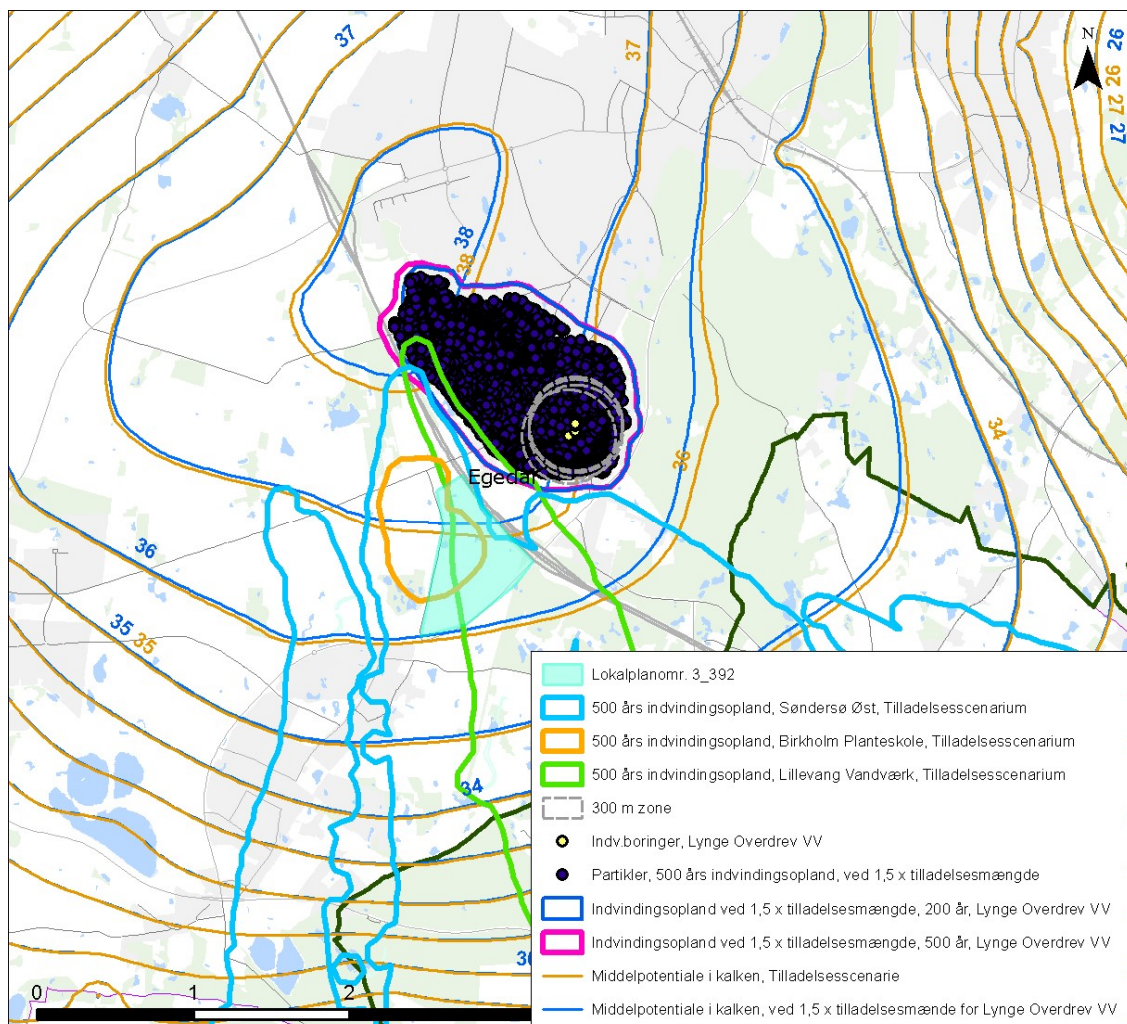 37
37
26
26
27
27
N
38
38
34
36
Egedal
36
35
35
34
30
0 1 2
Lokalplanomr. 3_392
500 års indvindingsopland, Søndersø Øst, Tilladelsesscenarium
500 års indvindingsopland, Birkholm Planteskole, Tilladelsesscenarium
500 års indvindingsopland, Lillevang Vandværk, Tilladelsesscenarium
300 m zone
Indv.boringer, Lynge Overdrev VV
Partikler, 500 års indvindingsopland, ved 1,5 x tilladelsesmængde
Indvindingsopland ved 1,5 x tilladelsesmængde, 200 år, Lynge Overdrev VV
Indvindingsopland ved 1,5 x tilladelsesmængde, 500 år, Lynge Overdrev VV
Middelpotentiale i kalken, Tilladelsesscenarie
Middelpotentiale i kalken, ved 1,5 x tilladelsesmænde for Lynge Overdrev VV